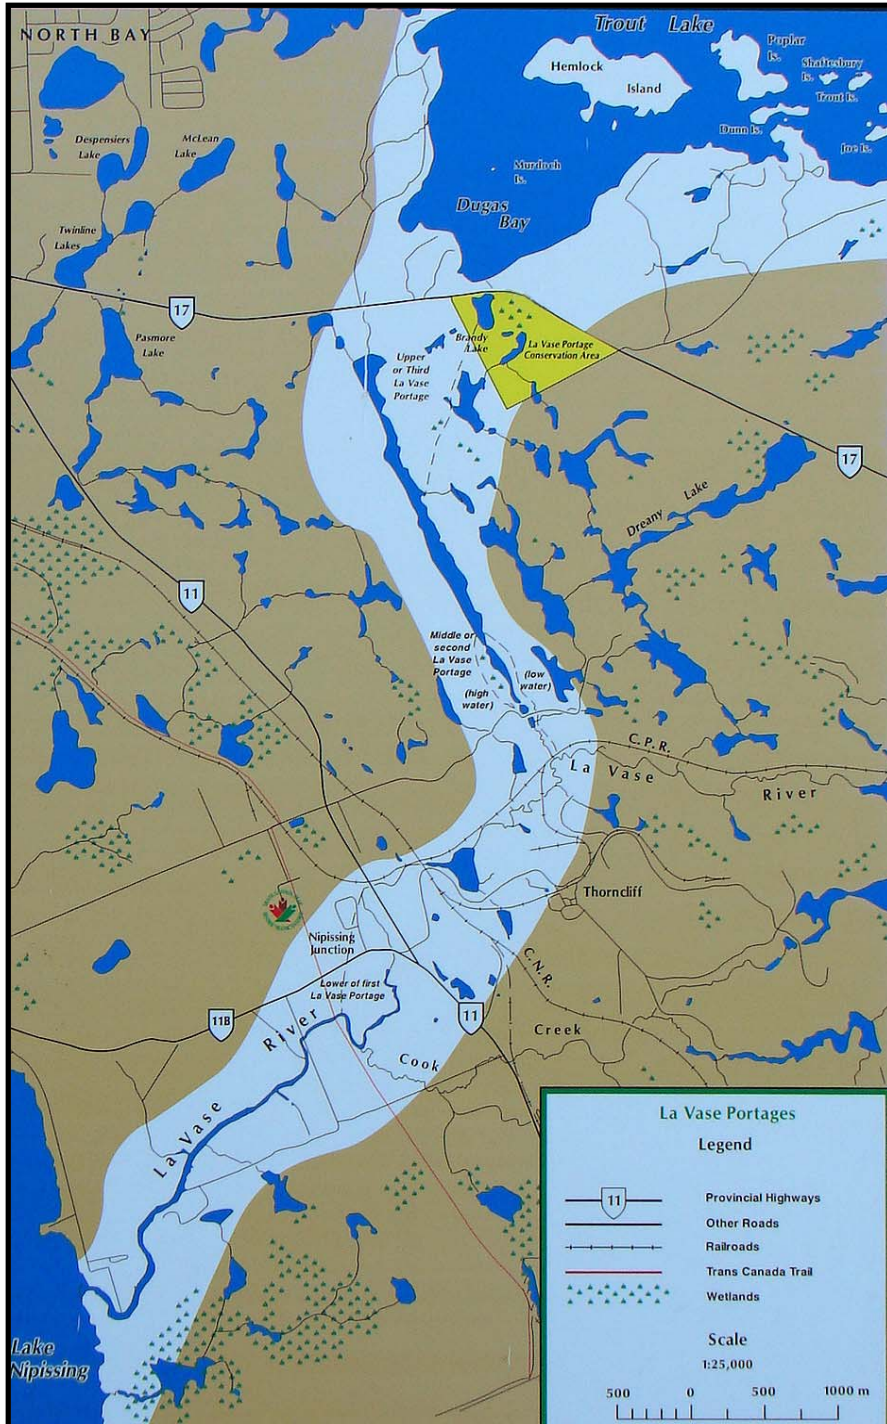 NORTH BAY
Trout Lake
Hemlock
Island
Poplar
Is.
Shaftesbury
Is.
Trout Is.
Dunn Is.
Joe Is.
Despensiers
Lake
McLean
Lake
Murdoch
Is.
Dugas
Bay
Twinline
Lakes
17
Pasmore
Lake
Brandy
Lake
La Vase Portage
Conservation Area
Upper
or Third
La Vase
Portage
17
Dreany Lake
11
Middle or
second
La Vase
Portage
(high
water)
(low
water)
C.P.R.
La Vase River
Thorncliff
Nipissing
Junction
C.N.R.
Lower of first
La Vase Portage
11B
11
La Vase River
Cook Creek
Lake
Nipissing
La Vase Portages
Legend
11
Provincial Highways
Other Roads
Railroads
Trans Canada Trail
Wetlands
Scale
1:25,000
500 0 500 1000 m